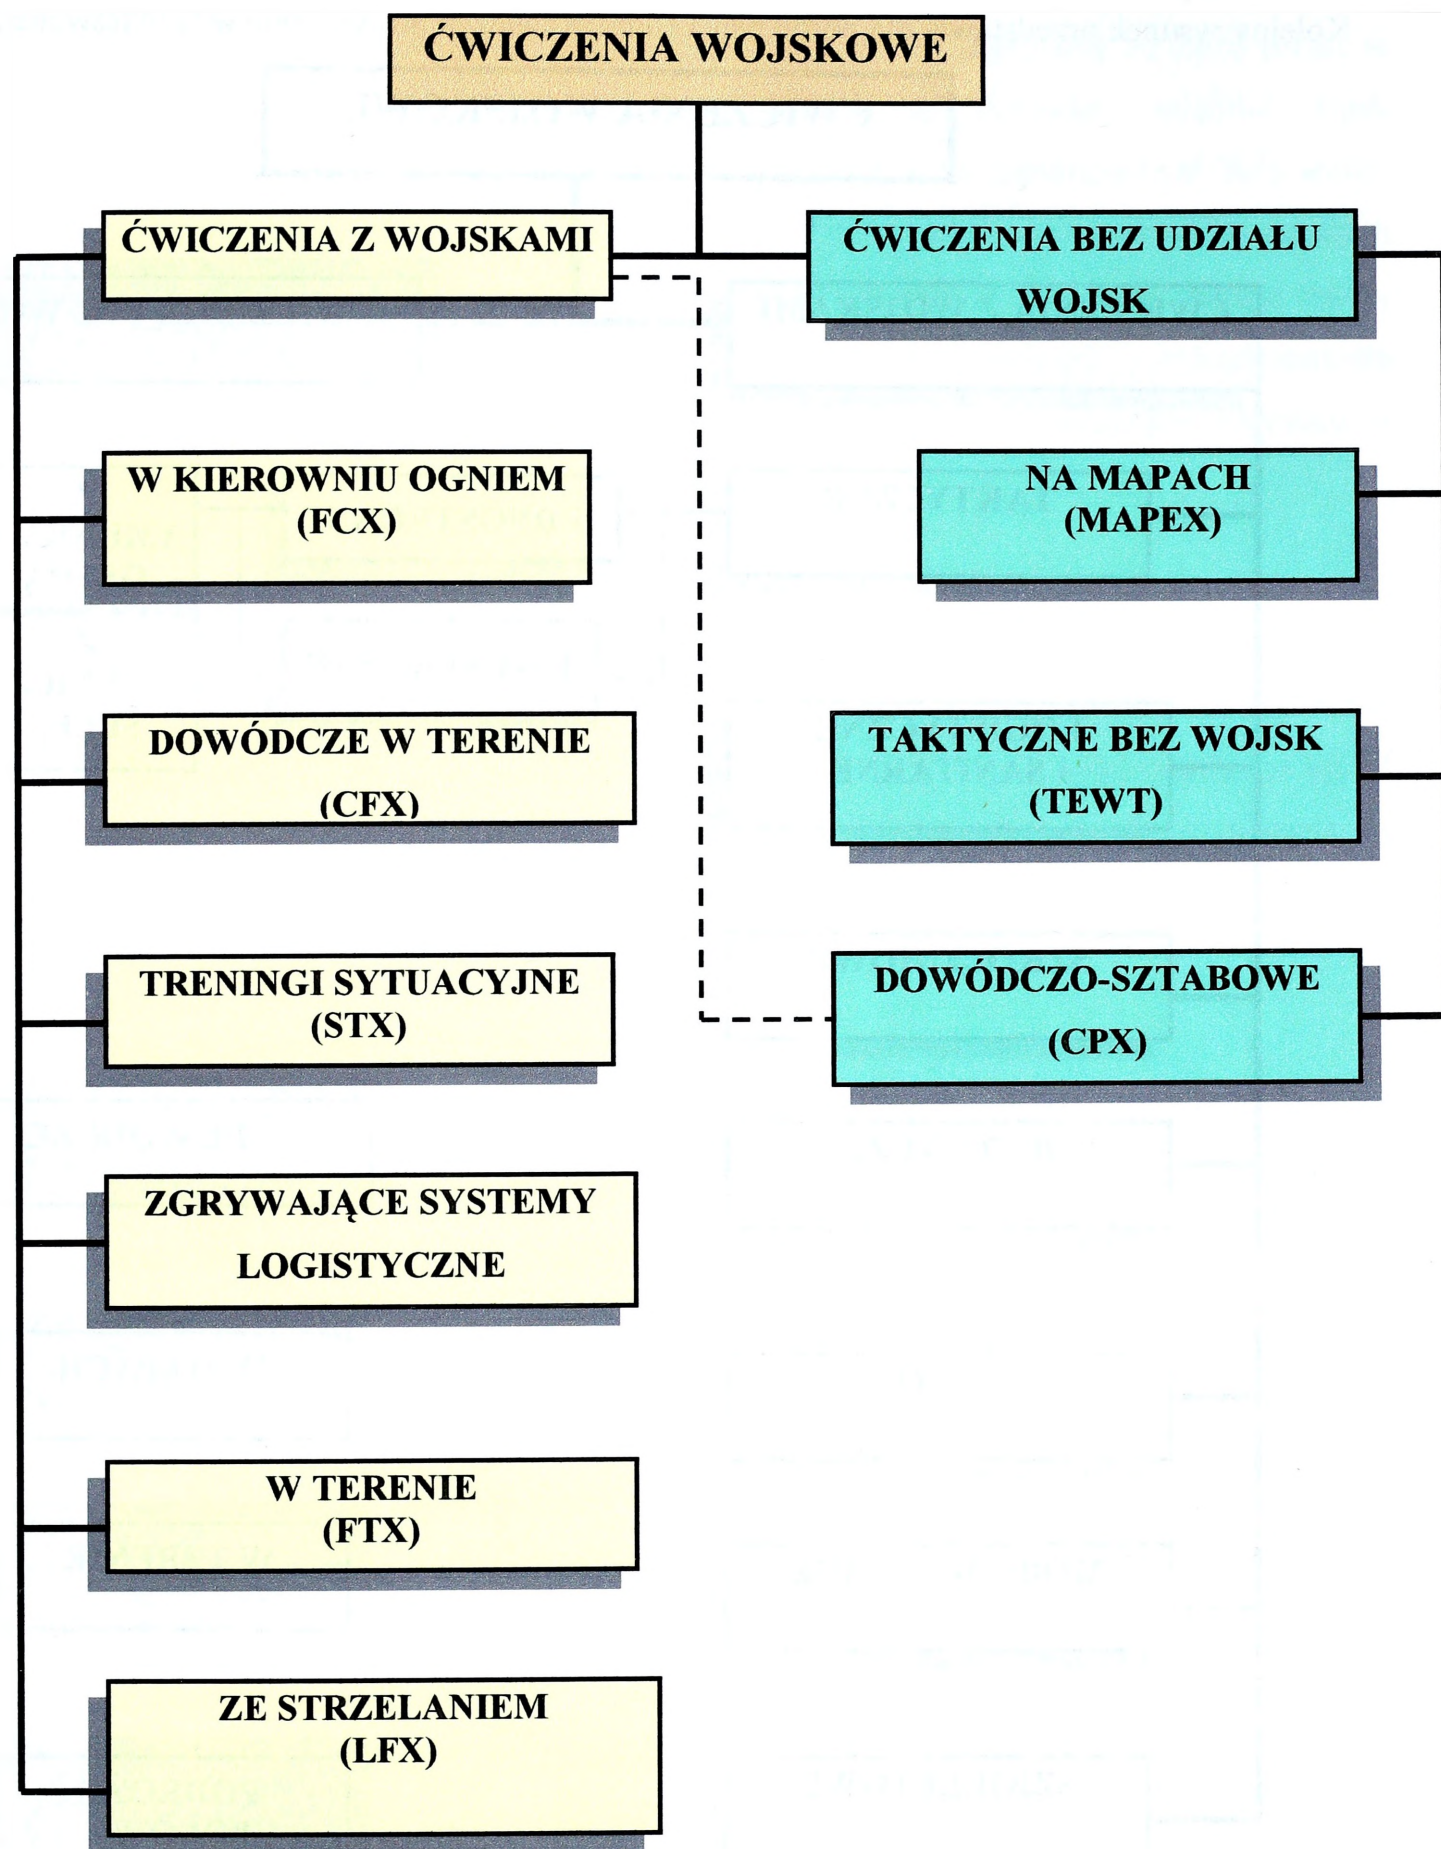 ĆWICZENIA WOJSKOWE
ĆWICZENIA Z WOJSKAMI
ĆWICZENIA BEZ UDZIAŁU
WOJSK
W KIEROWNIU OGNIEM
(FCX)
NA MAPACH
(MAPEX)
DOWÓDCZE W TERENIE
(CFX)
TAKTYCZNE BEZ WOJSK
(TEWT)
TRENINGI SYTUACYJNE
(STX)
DOWÓDCZO-SZTABOWE
(CPX)
ZGRYWAJĄCE SYSTEMY
LOGISTYCZNE
W TERENIE
(FTX)
ZE STRZELANIEM
(LFX)